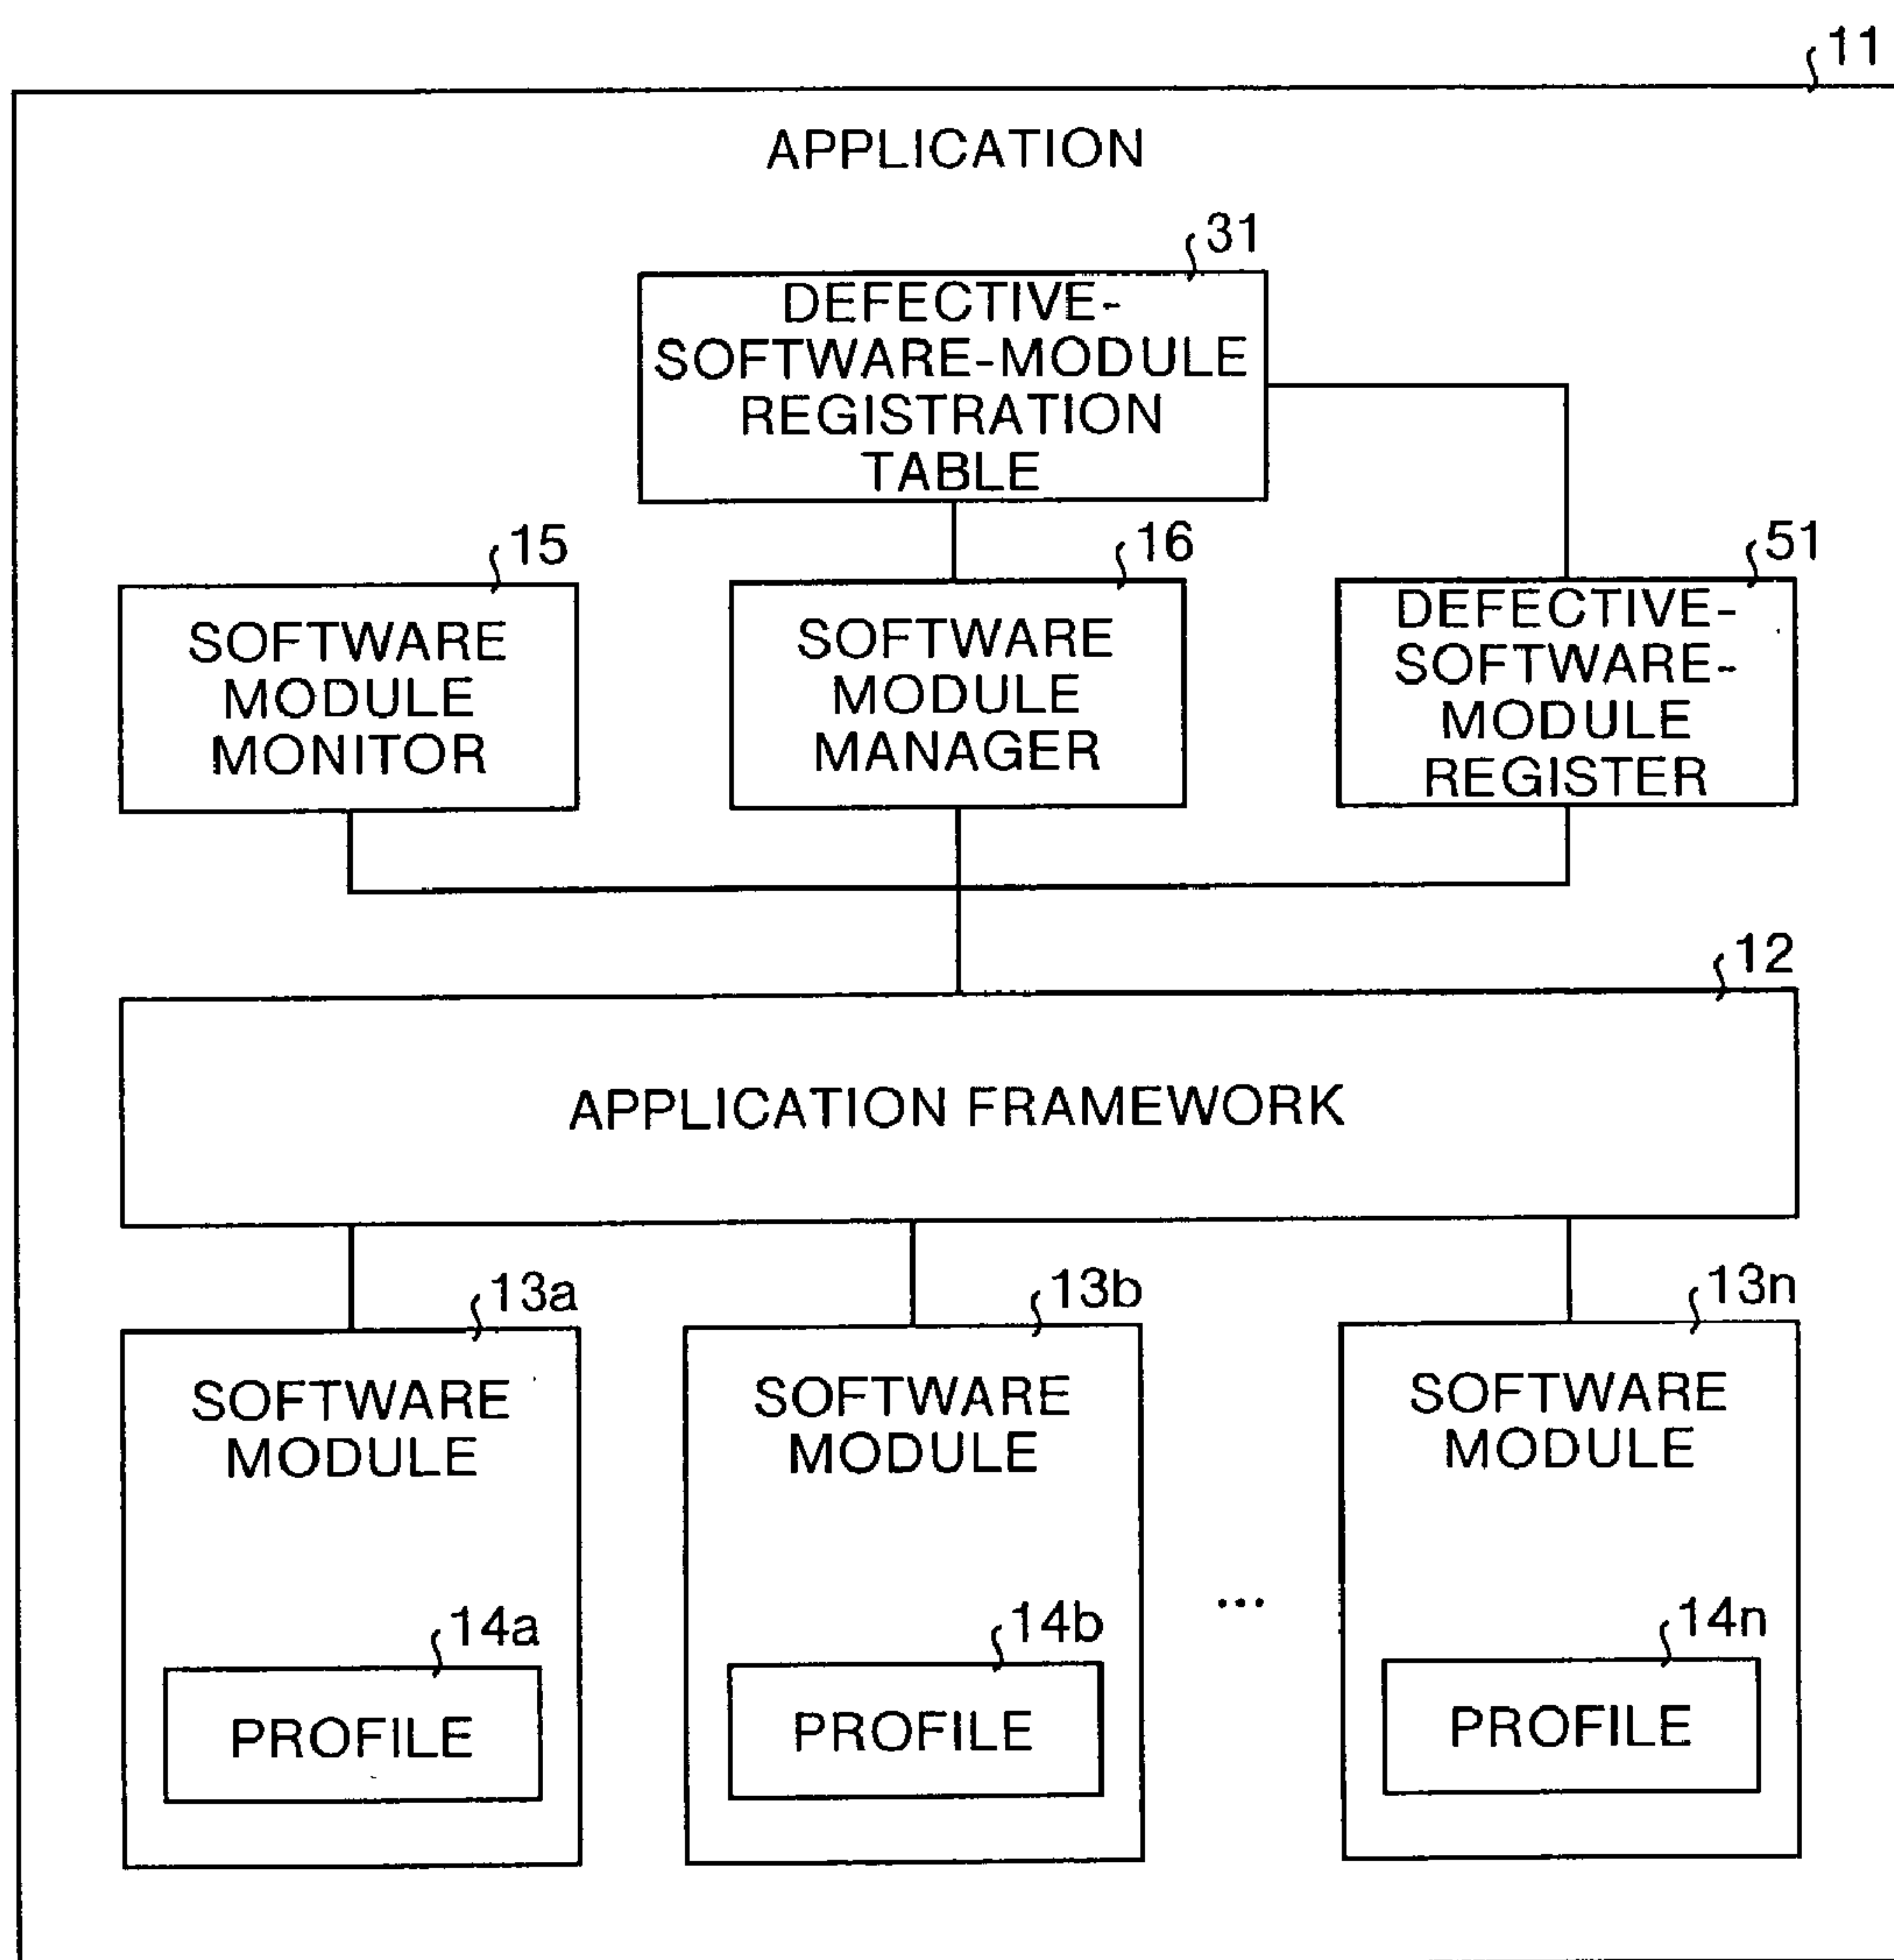 11
APPLICATION
31
DEFECTIVE-
SOFTWARE-MODULE
REGISTRATION
TABLE
15
SOFTWARE
MODULE
MONITOR
16
SOFTWARE
MODULE
MANAGER
51
DEFECTIVE-
SOFTWARE-
MODULE
REGISTER
12
APPLICATION FRAMEWORK
13a
SOFTWARE
MODULE
14a
PROFILE
13b
SOFTWARE
MODULE
14b
PROFILE
...
13n
SOFTWARE
MODULE
14n
PROFILE